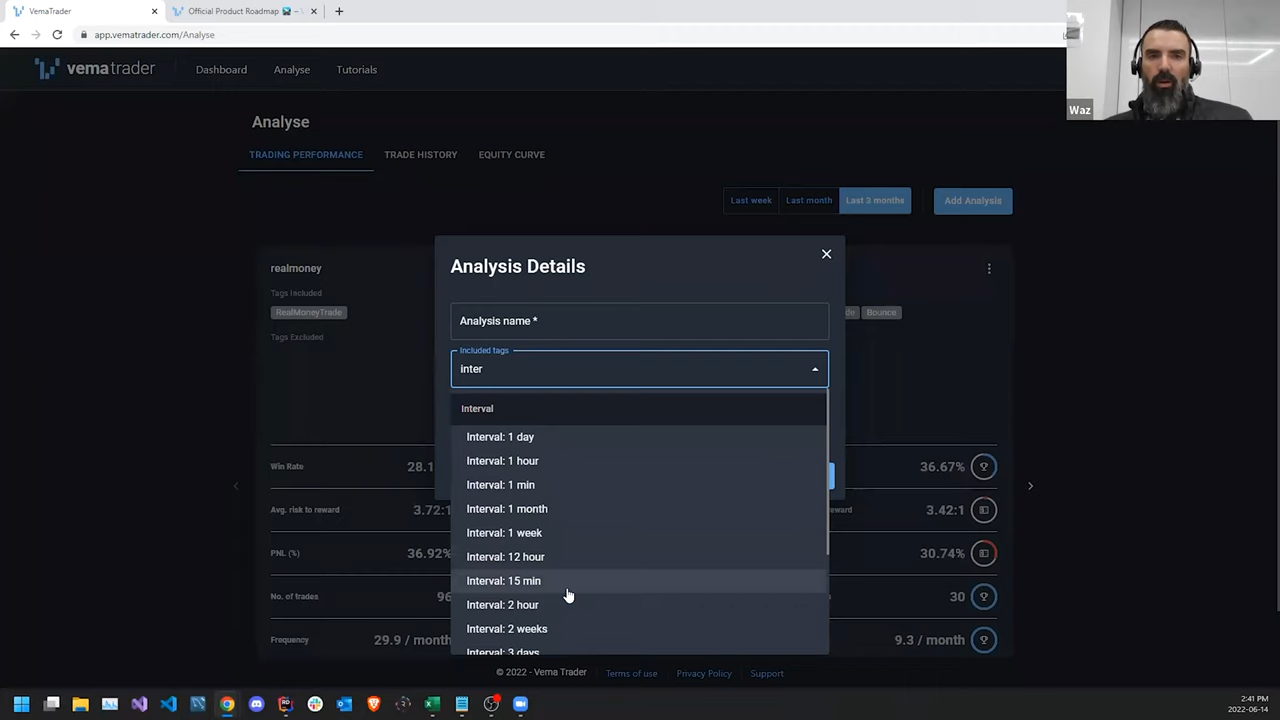 VemaTrader
Official Product Roadmap
app.vematrader.com/Analyse
vematrader
Dashboard
Analyse
Tutorials
Waz
Analyse
TRADING PERFORMANCE
TRADE HISTORY
EQUITY CURVE
Last week
Last month
Last 3 months
Add Analysis
realmoney
Tags Included
RealMoneyTrade
Tags Excluded
Bounce
Analysis Details
Analysis name *
Included tags
inter
Interval
Interval: 1 day
Interval: 1 hour
Interval: 1 min
Interval: 1 month
Interval: 1 week
Interval: 12 hour
Interval: 15 min
Interval: 2 hour
Interval: 2 weeks
Interval: 3 days
Win Rate
28.1
36.67%
Avg. risk to reward
3.72:1
3.42:1
PNL (%)
36.92%
30.74%
No. of trades
96
30
Frequency
29.9 / month
9.3 / month
© 2022 - Vema Trader
Terms of use
Privacy Policy
Support
2:41 PM
2022-06-14